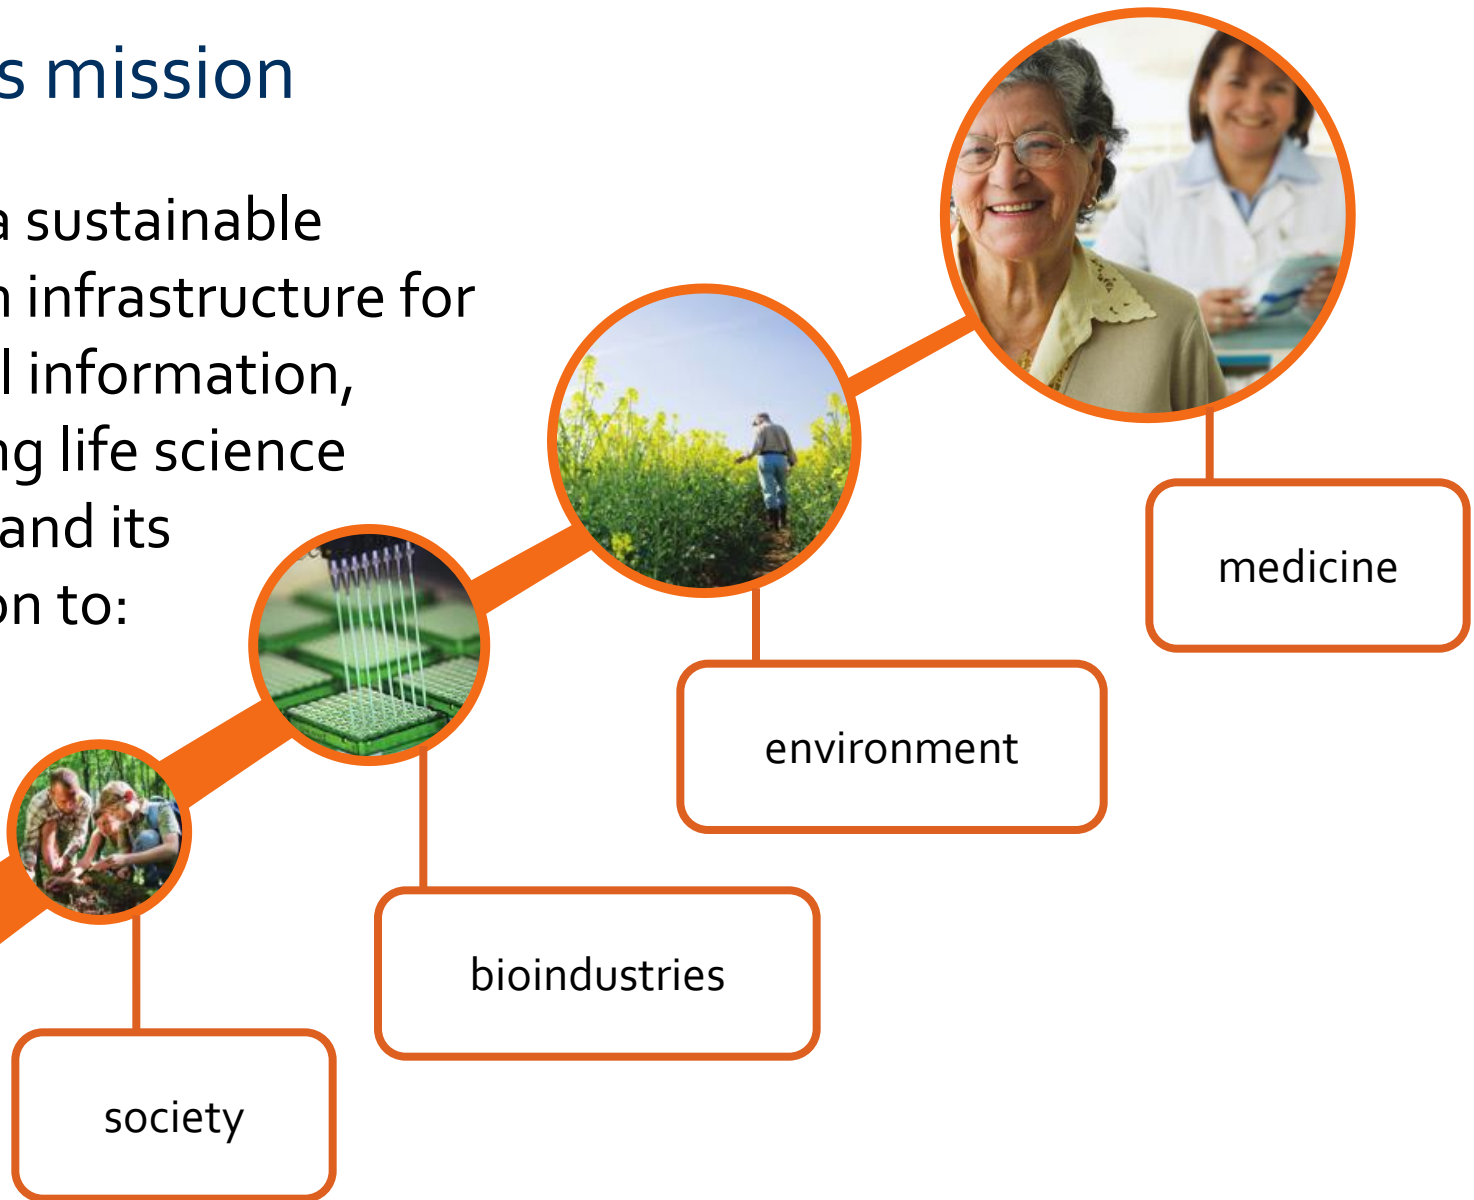 s mission
a sustainable
n infrastructure for
l information,
ng life science
and its
on to:
medicine
environment
bioindustries
society